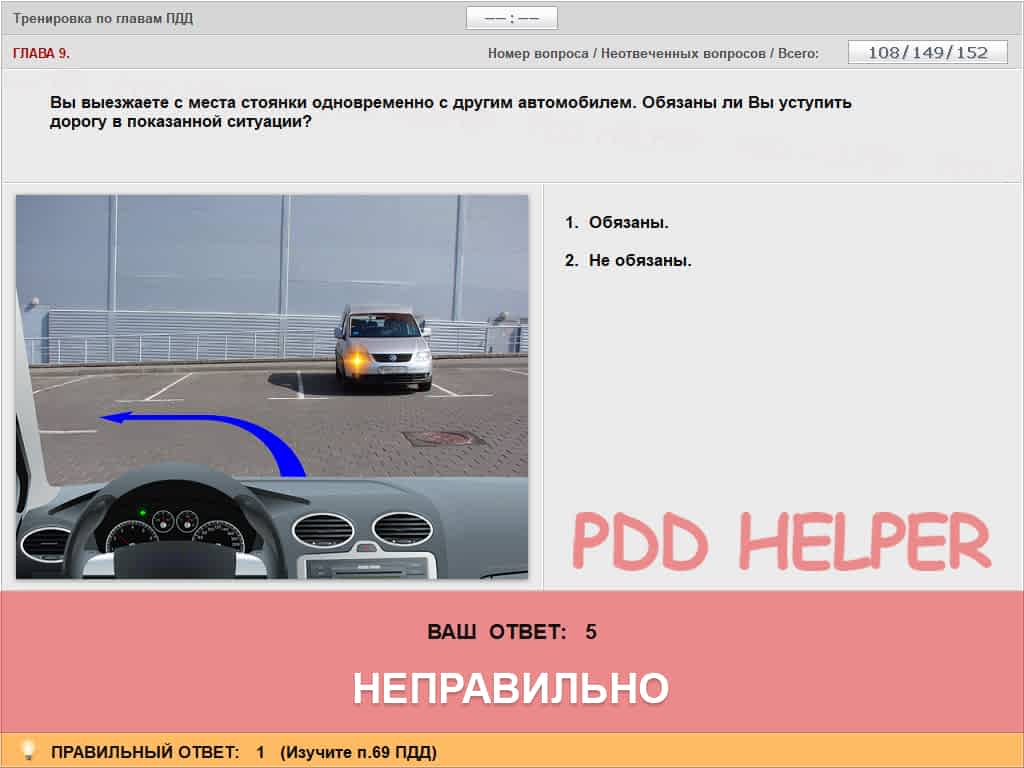 Тренировка по главам ПДД
—— : ——
ГЛАВА 9.
Номер вопроса / Неотвеченных вопросов / Всего:
108/149/152
Вы выезжаете с места стоянки одновременно с другим автомобилем. Обязаны ли Вы уступить
дорогу в показанной ситуации?
1. Обязаны.
2. Не обязаны.
PDD HELPER
ВАШ ОТВЕТ: 5
НЕПРАВИЛЬНО
ПРАВИЛЬНЫЙ ОТВЕТ: 1 (Изучите п.69 ПДД)